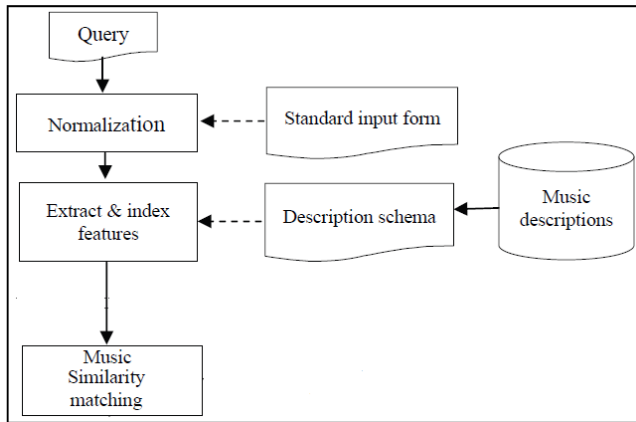 Query
Normalization
Standard input form
Extract & index
features
Description schema
Music
descriptions
Music
Similarity
matching